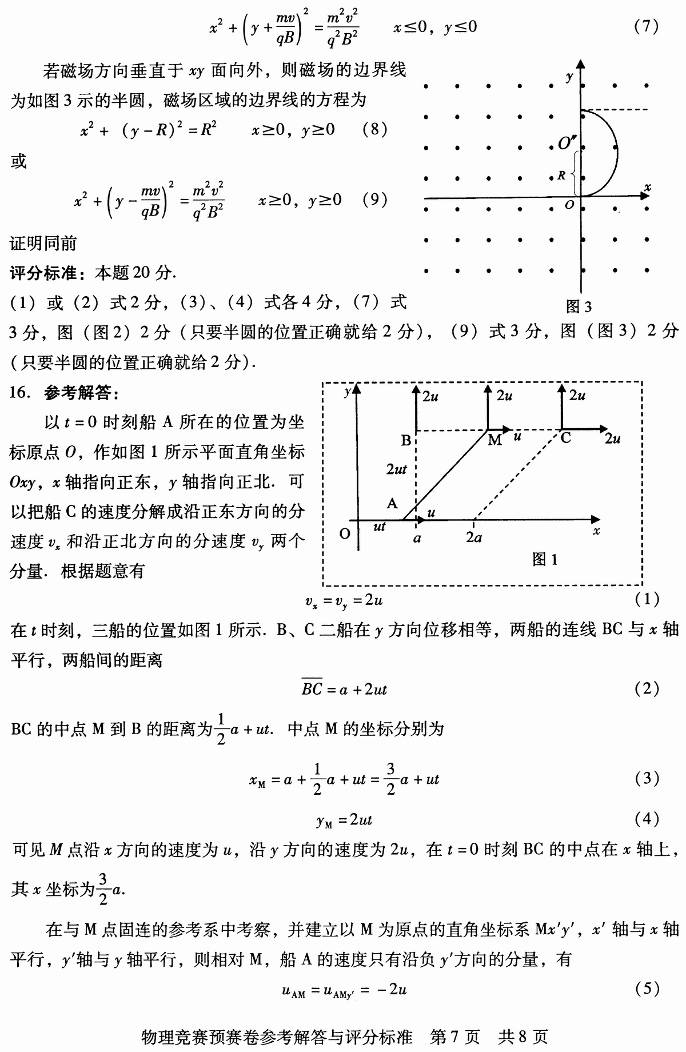 x² + (y + mv/qB)² = m²v²/q²B²　x≤0，y≤0　(7)
若磁场方向垂直于 xy 面向外，则磁场的边界线
为如图 3 示的半圆，磁场区域的边界线的方程为
x² + (y − R)² = R²　x≥0，y≥0　(8)
或
x² + (y − mv/qB)² = m²v²/q²B²　x≥0，y≥0　(9)
证明同前
y
O″
R
O
x
图 3
评分标准：本题 20 分．
(1) 或 (2) 式 2 分，(3)、(4) 式各 4 分，(7) 式
3 分，图（图 2）2 分（只要半圆的位置正确就给 2 分），(9) 式 3 分，图（图 3）2 分
（只要半圆的位置正确就给 2 分）．
16．参考解答：
以 t = 0 时刻船 A 所在的位置为坐
标原点 O，作如图 1 所示平面直角坐标
Oxy，x 轴指向正东，y 轴指向正北．可
以把船 C 的速度分解成沿正东方向的分
速度 vₓ 和沿正北方向的分速度 v_y 两个
分量．根据题意有
y 2u 2u 2u
B M u C 2u
2ut
A u
O ut a 2a x
图 1
vₓ = v_y = 2u　(1)
在 t 时刻，三船的位置如图 1 所示．B、C 二船在 y 方向位移相等，两船的连线 BC 与 x 轴
平行，两船间的距离
B̅C̅ = a + 2ut　(2)
BC 的中点 M 到 B 的距离为 1/2 a + ut．中点 M 的坐标分别为
x_M = a + 1/2 a + ut = 3/2 a + ut　(3)
y_M = 2ut　(4)
可见 M 点沿 x 方向的速度为 u，沿 y 方向的速度为 2u，在 t = 0 时刻 BC 的中点在 x 轴上，
其 x 坐标为 3/2 a．
在与 M 点固连的参考系中考察，并建立以 M 为原点的直角坐标系 Mx′y′，x′ 轴与 x 轴
平行，y′轴与 y 轴平行，则相对 M，船 A 的速度只有沿负 y′方向的分量，有
u_AM = u_AMy′ = −2u　(5)
物理竞赛预赛卷参考解答与评分标准　第 7 页　共 8 页